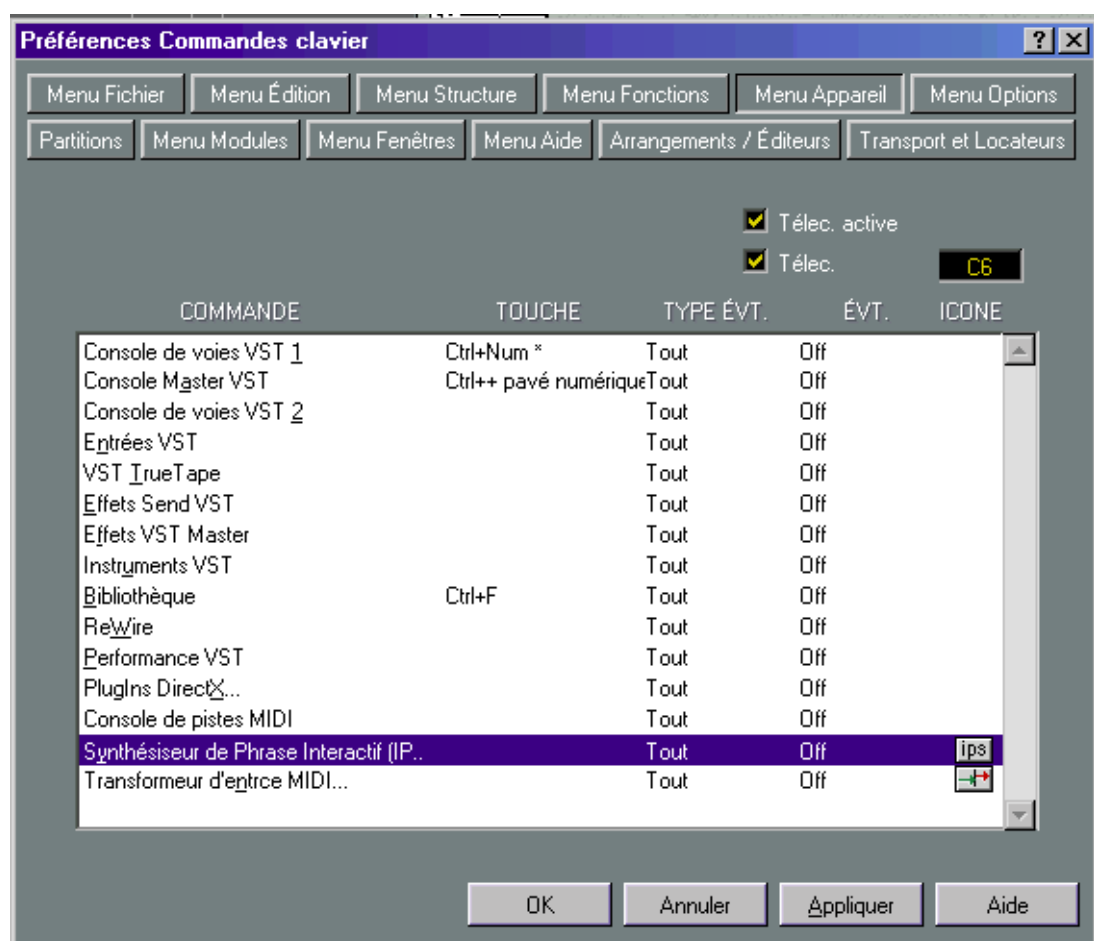 Préférences Commandes clavier
Menu Fichier Menu Édition Menu Structure Menu Fonctions Menu Appareil Menu Options
Partitions Menu Modules Menu Fenêtres Menu Aide Arrangements / Éditeurs Transport et Locateurs
Télec. active
Télec. C6
COMMANDE TOUCHE TYPE ÉVT. ÉVT. ICONE
Console de voies VST 1 Ctrl+Num * Tout Off
Console Master VST Ctrl++ pavé numérique Tout Off
Console de voies VST 2 Tout Off
Entrées VST Tout Off
VST TrueTape Tout Off
Effets Send VST Tout Off
Effets VST Master Tout Off
Instruments VST Tout Off
Bibliothèque Ctrl+F Tout Off
ReWire Tout Off
Performance VST Tout Off
PlugIns DirectX... Tout Off
Console de pistes MIDI Tout Off
Synthésiseur de Phrase Interactif (IP.. Tout Off ips
Transformeur d'entrce MIDI... Tout Off
OK Annuler Appliquer Aide